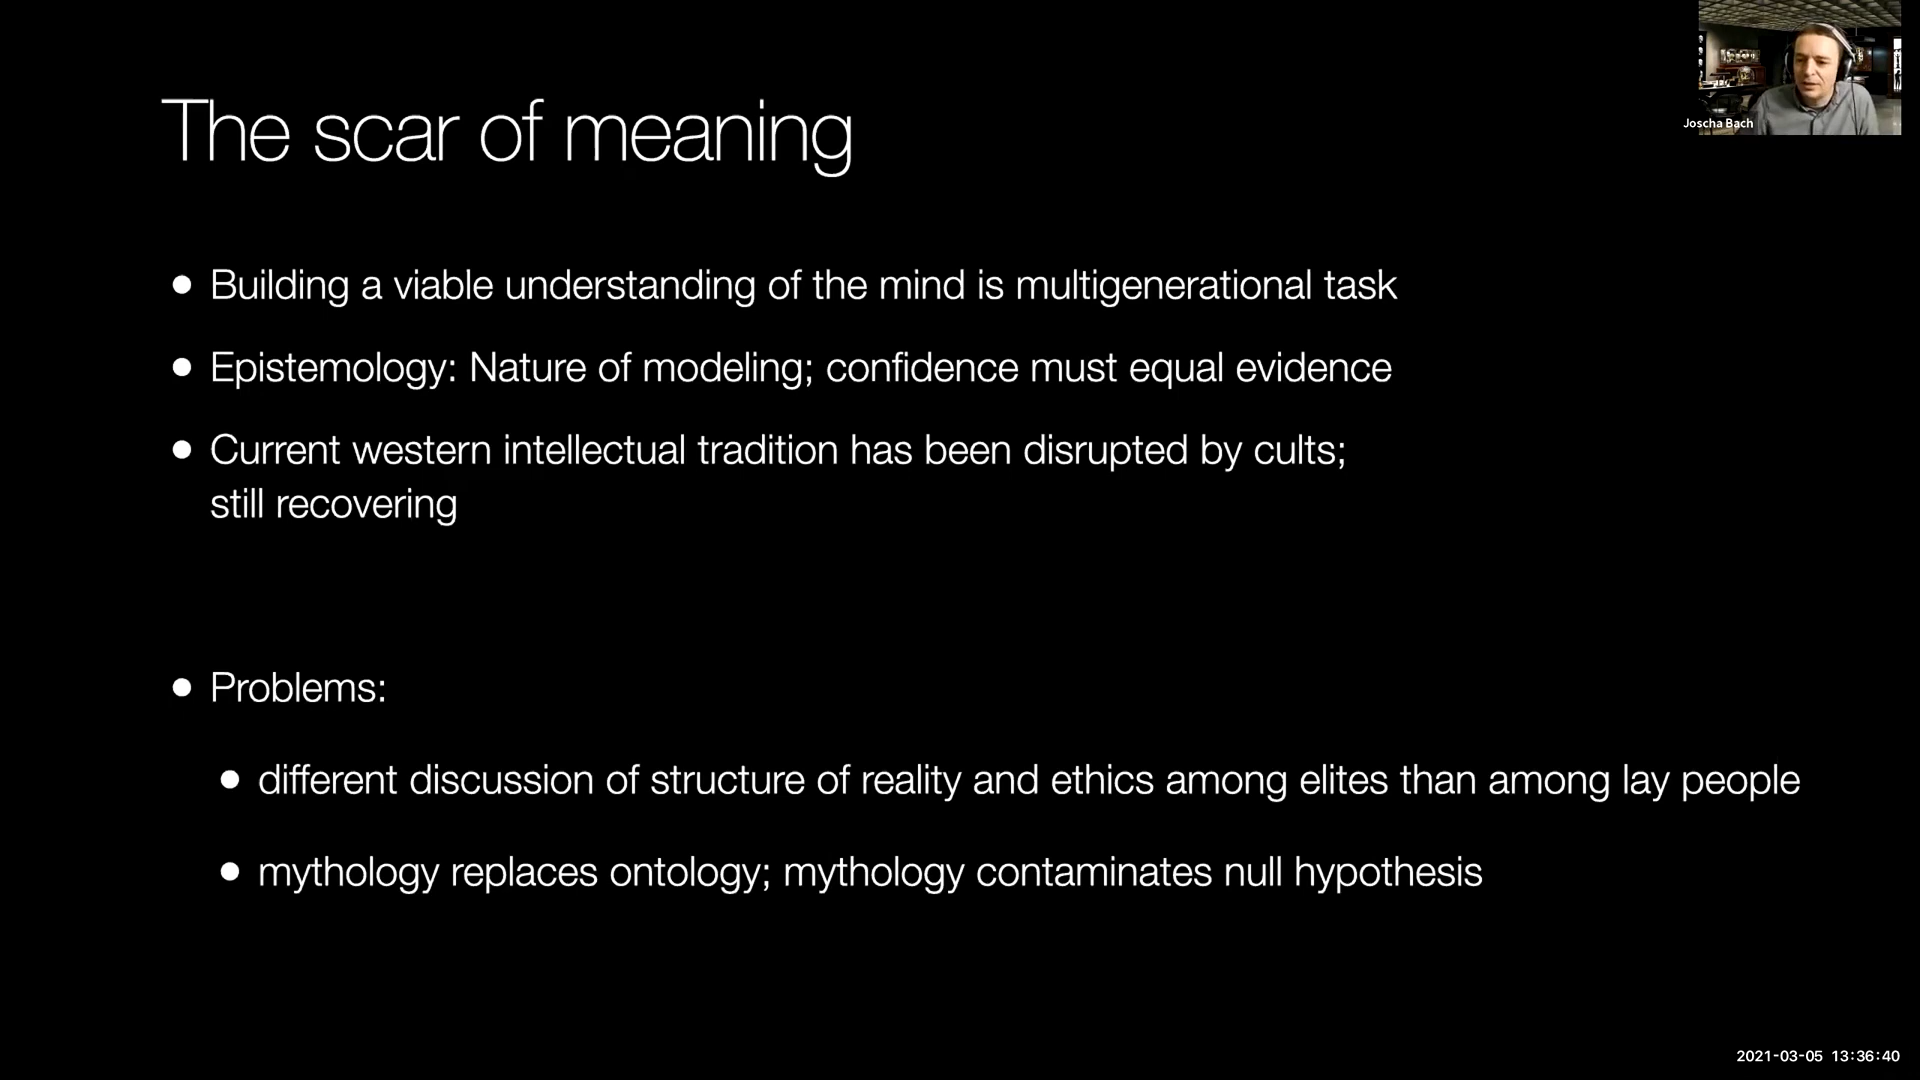 The scar of meaning
Joscha Bach
• Building a viable understanding of the mind is multigenerational task
• Epistemology: Nature of modeling; confidence must equal evidence
• Current western intellectual tradition has been disrupted by cults;
still recovering
• Problems:
• different discussion of structure of reality and ethics among elites than among lay people
• mythology replaces ontology; mythology contaminates null hypothesis
2021-03-05 13:36:40